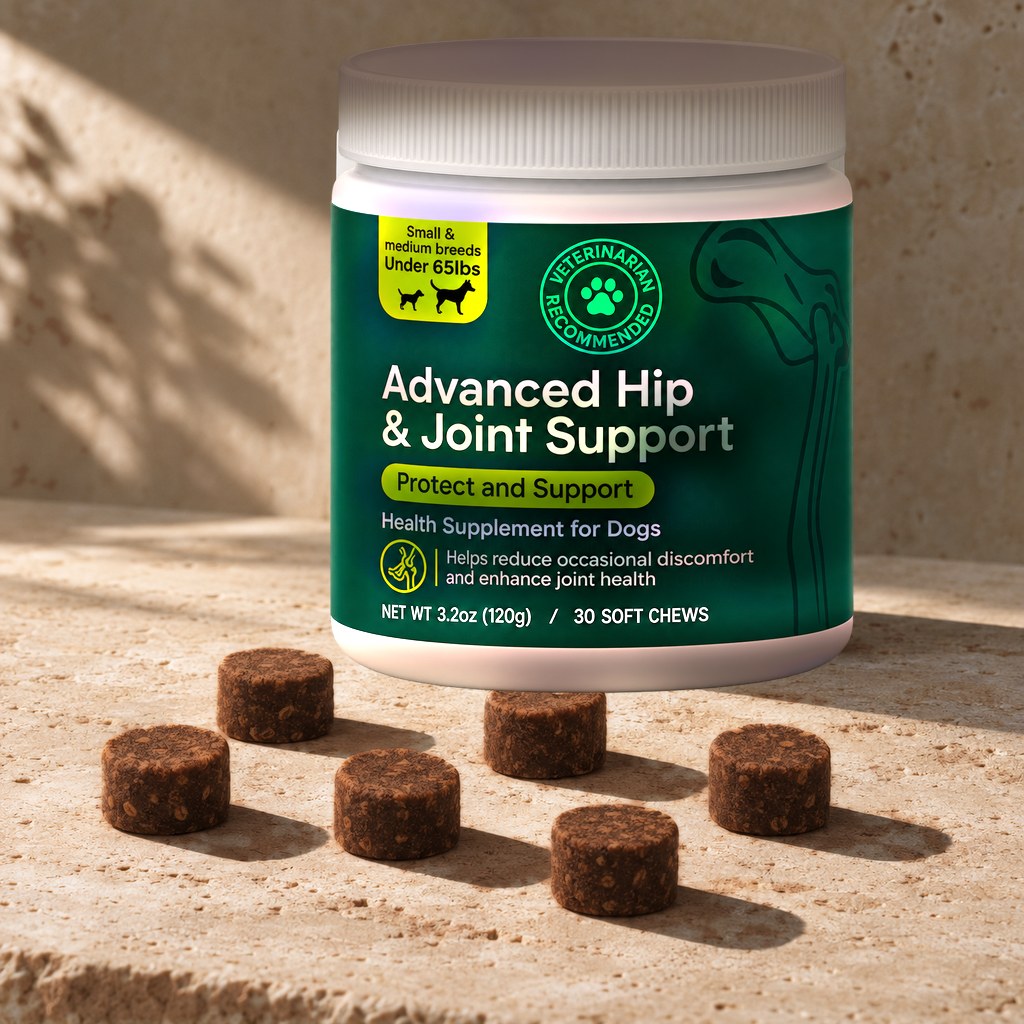 Small &
medium breeds
Under 65lbs
VETERINARIAN
RECOMMENDED
Advanced Hip
& Joint Support
Protect and Support
Health Supplement for Dogs
Helps reduce occasional discomfort
and enhance joint health
NET WT 3.2oz (120g) / 30 SOFT CHEWS